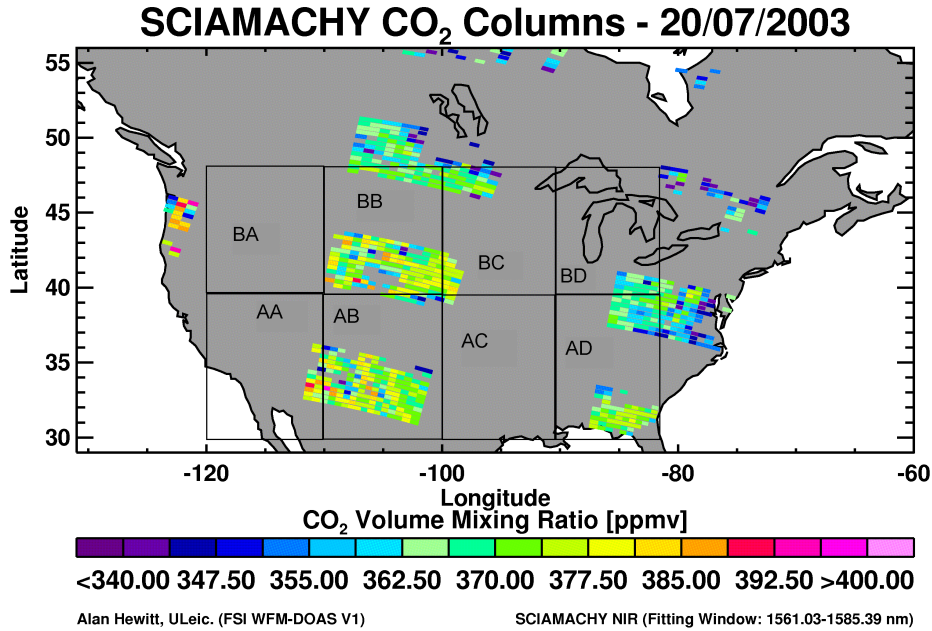 SCIAMACHY CO2 Columns - 20/07/2003
55
50
45
40
35
30
Latitude
BB
BA
BC
BD
AA
AB
AC
AD
-120 -100 -80 -60
Longitude
CO2 Volume Mixing Ratio [ppmv]
<340.00 347.50 355.00 362.50 370.00 377.50 385.00 392.50 >400.00
Alan Hewitt, ULeic. (FSI WFM-DOAS V1)
SCIAMACHY NIR (Fitting Window: 1561.03-1585.39 nm)